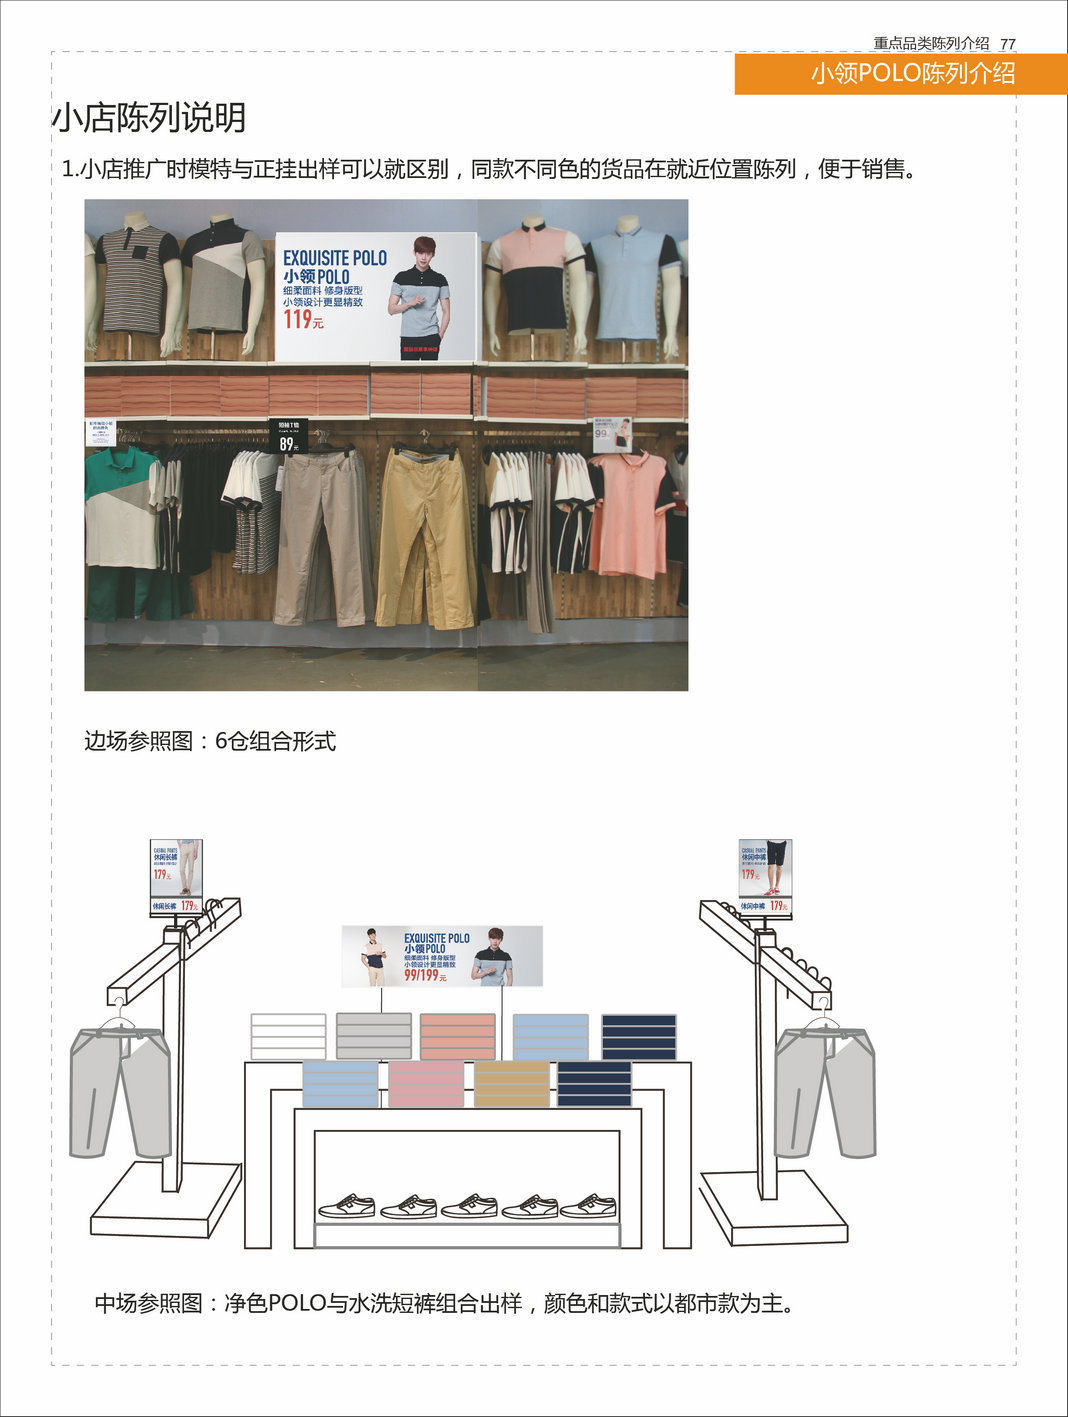 重点品类陈列介绍 77
小领POLO陈列介绍
小店陈列说明
1.小店推广时模特与正挂出样可以就区别，同款不同色的货品在就近位置陈列，便于销售。
EXQUISITE POLO
小领POLO
细柔面料 修身版型
小领设计更显精致
119元
短袖T恤
89元
99
边场参照图：6仓组合形式
CASUAL PANTS
休闲长裤
179元
休闲长裤 179元
CASUAL PANTS
休闲中裤
179元
休闲中裤 179元
EXQUISITE POLO
小领POLO
细柔面料 修身版型
小领设计更显精致
99/199元
中场参照图：净色POLO与水洗短裤组合出样，颜色和款式以都市款为主。